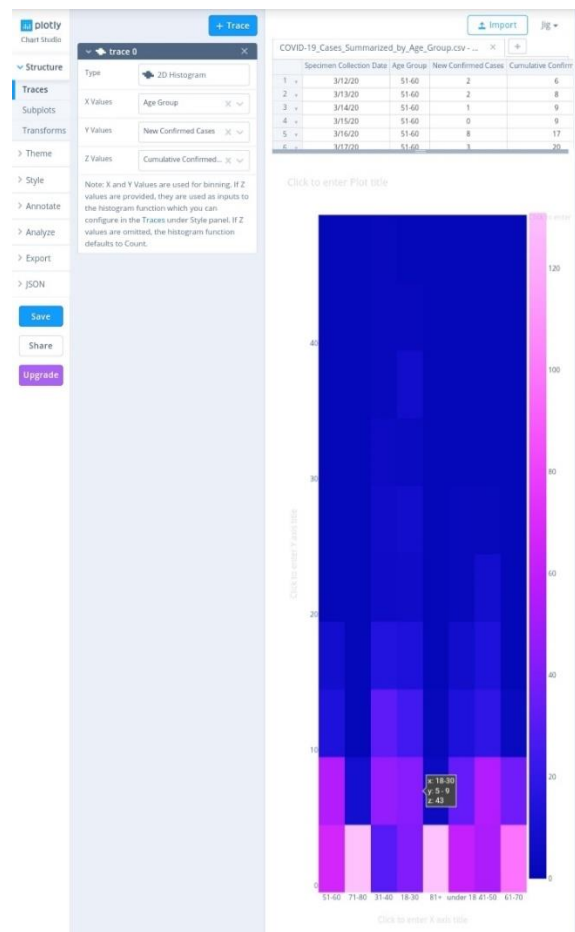 plotly
Chart Studio
Structure
Traces
Subplots
Transforms
Theme
Style
Annotate
Analyze
Export
JSON
Save
Share
Upgrade
+ Trace
trace 0
Type 2D Histogram
X Values Age Group
Y Values New Confirmed Cases
Z Values Cumulative Confirmed...
Note: X and Y Values are used for binning. If Z
values are provided, they are used as inputs to
the histogram function which you can
configure in the Traces under Style panel. If Z
values are omitted, the histogram function
defaults to Count.
Import
Jig
COVID-19_Cases_Summarized_by_Age_Group.csv - ...
Specimen Collection Date Age Group New Confirmed Cases Cumulative Confirm
1 3/12/20 51-60 2 6
2 3/13/20 51-60 2 8
3 3/14/20 51-60 1 9
4 3/15/20 51-60 0 9
5 3/16/20 51-60 8 17
6 3/17/20 51-60 3 20
Click to enter Plot title
120
100
80
60
40
20
0
40
30
20
10
0
Click to enter Y axis title
x: 18-30
y: 5 - 9
z: 43
51-60 71-80 31-40 18-30 81+ under 18 41-50 61-70
Click to enter X axis title